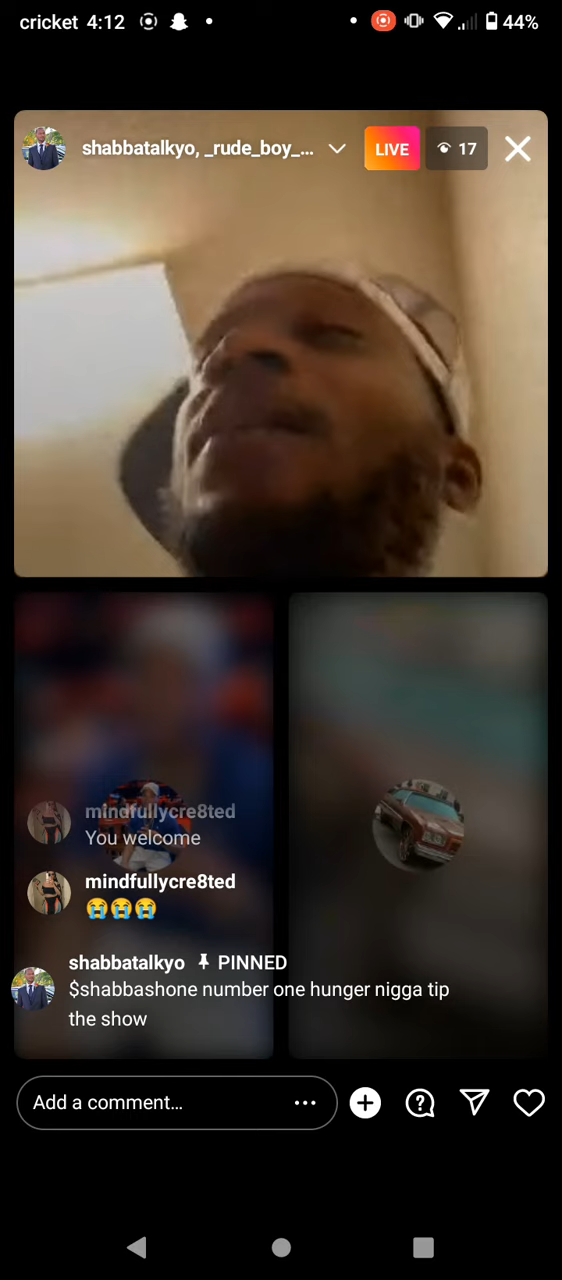 cricket 4:12 44%
shabbatalkyo, _rude_boy_... LIVE 17
mindfullycre8ted
You welcome
mindfullycre8ted
😭😭😭
shabbatalkyo PINNED
$shabbashone number one hunger nigga tip
the show
Add a comment...